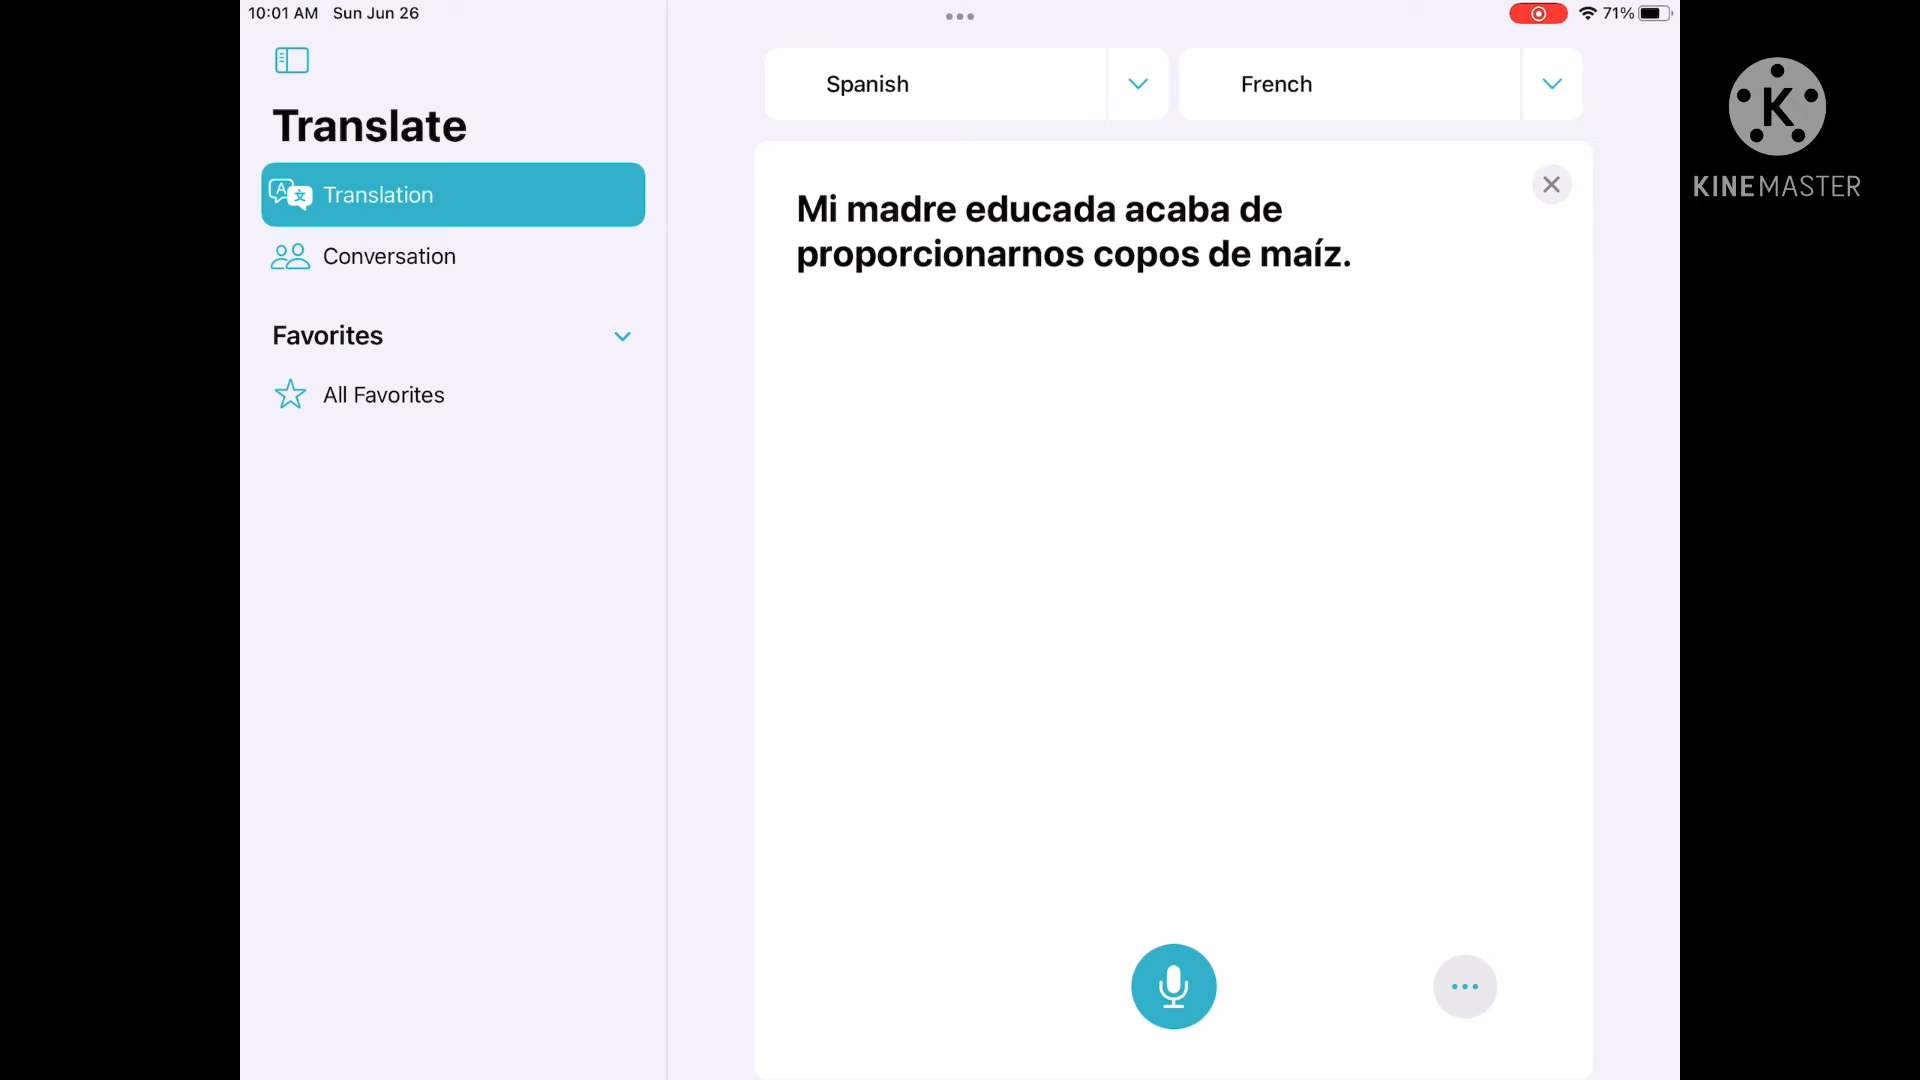 10:01 AM Sun Jun 26
71%
Translate
Translation
Conversation
Favorites
All Favorites
Spanish
French
Mi madre educada acaba de
proporcionarnos copos de maíz.
K
KINEMASTER